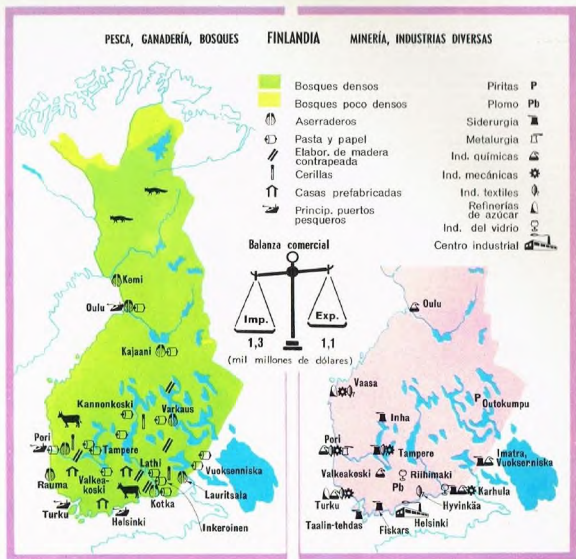 PESCA, GANADERÍA, BOSQUES
FINLANDIA
MINERÍA, INDUSTRIAS DIVERSAS
Bosques densos
Bosques poco densos
Aserraderos
Pasta y papel
Elabor. de madera
contrapeada
Cerillas
Casas prefabricadas
Princip. puertos
pesqueros
Piritas P
Plomo Pb
Siderurgia
Metalurgia
Ind. químicas
Ind. mecánicas
Ind. textiles
Refinerías
de azúcar
Ind. del vidrio
Centro industrial
Balanza comercial
Imp.
Exp.
1,3
1,1
(mil millones de dólares)
Kemi
Oulu
Kajaani
Kannonkoski
Varkaus
Pori
Tampere
Lathi
Vuoksenniska
Rauma
Valkea-
koski
Lauritsala
Turku
Helsinki
Kotka
Inkeroinen
Oulu
Vaasa
P
Outokumpu
Inha
Pori
Tampere
Imatra,
Vuoksenniska
Valkeakoski
Riihimaki
Pb
Karhula
Turku
Hyvinkäa
Taalin-tehdas
Helsinki
Fiskars